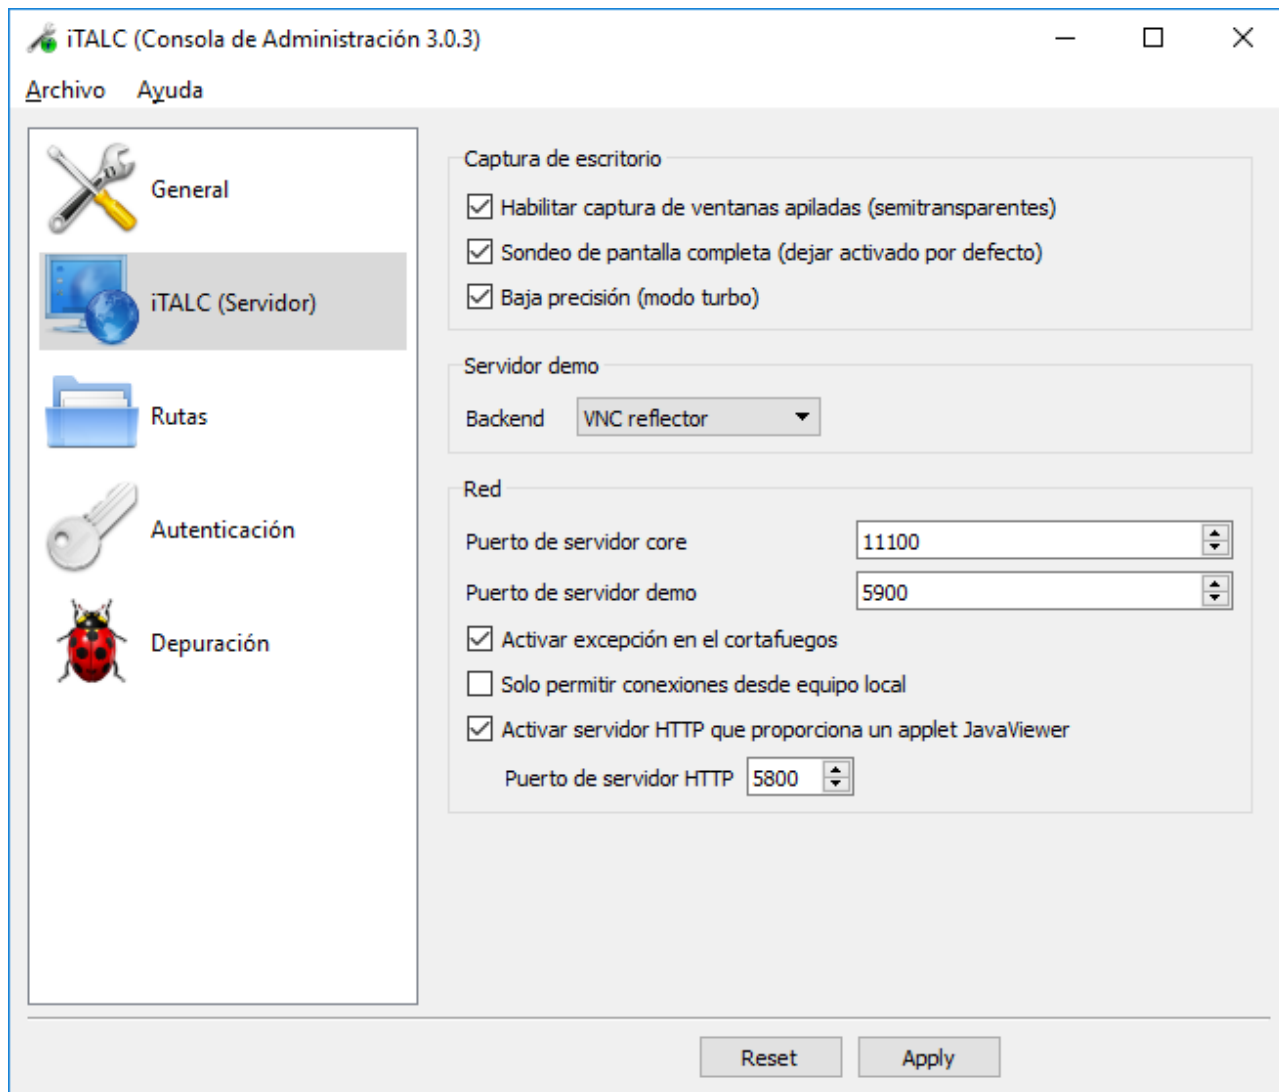 iTALC (Consola de Administración 3.0.3)
Archivo Ayuda
General
iTALC (Servidor)
Rutas
Autenticación
Depuración
Captura de escritorio
Habilitar captura de ventanas apiladas (semitransparentes)
Sondeo de pantalla completa (dejar activado por defecto)
Baja precisión (modo turbo)
Servidor demo
Backend VNC reflector
Red
Puerto de servidor core 11100
Puerto de servidor demo 5900
Activar excepción en el cortafuegos
Solo permitir conexiones desde equipo local
Activar servidor HTTP que proporciona un applet JavaViewer
Puerto de servidor HTTP 5800
Reset Apply